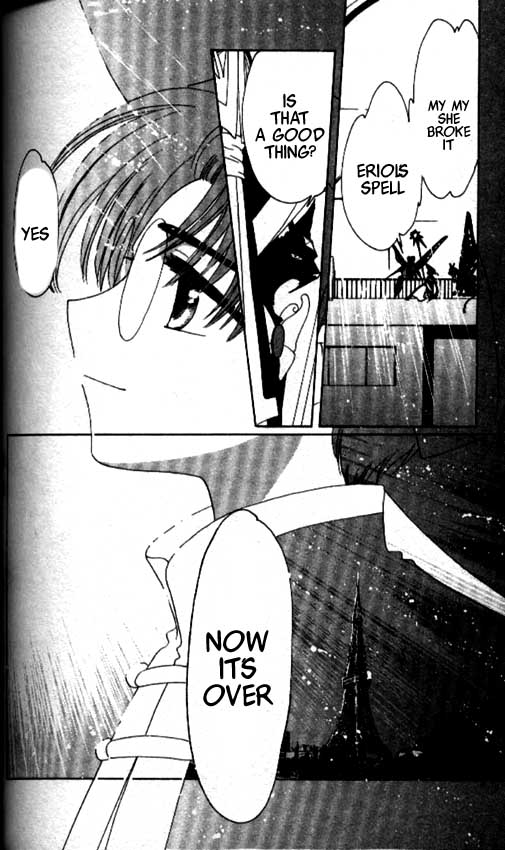 MY MY
SHE
BROKE
IT
ERIOLS
SPELL
IS
THAT
A GOOD
THING?
YES
NOW
ITS
OVER